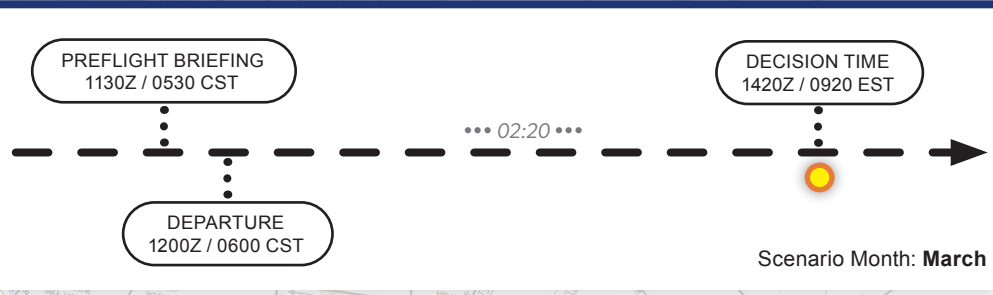 PREFLIGHT BRIEFING
1130Z / 0530 CST
DECISION TIME
1420Z / 0920 EST
••• 02:20 •••
DEPARTURE
1200Z / 0600 CST
Scenario Month: March